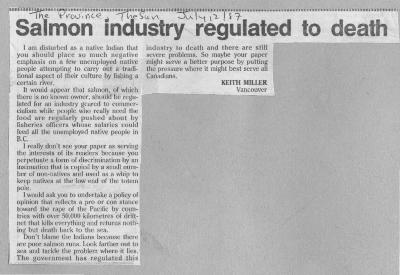 The Province, The Sun July 12/87
Salmon industry regulated to death
I am disturbed as a native Indian that
you should place so much negative
emphasis on a few unemployed native
people attempting to carry out a tradi-
tional aspect of their culture by fishing a
certain river.
It would appear that salmon, of which
there is no known owner, should be regu-
lated for an industry geared to commer-
cialism while people who really need the
food are regularly pushed about by
fisheries officers whose salaries could
feed all the unemployed native people in
B.C.
I really don't see your paper as serving
the interests of its readers because you
perpetuate a form of discrimination by an
insinuation that is copied by a small num-
ber of non-natives and used as a whip to
keep natives at the low end of the totem
pole.
I would ask you to undertake a policy of
opinion that reflects a pro or con stance
toward the rape of the Pacific by coun-
tries with over 50,000 kilometres of drift-
net that kills everything and returns noth-
ing but death back to the sea.
Don't blame the Indians because there
are poor salmon runs. Look farther out to
sea and tackle the problem where it lies.
The government has regulated this
industry to death and there are still
severe problems. So maybe your paper
might serve a better purpose by putting
the pressure where it might best serve all
Canadians.
KEITH MILLER
Vancouver